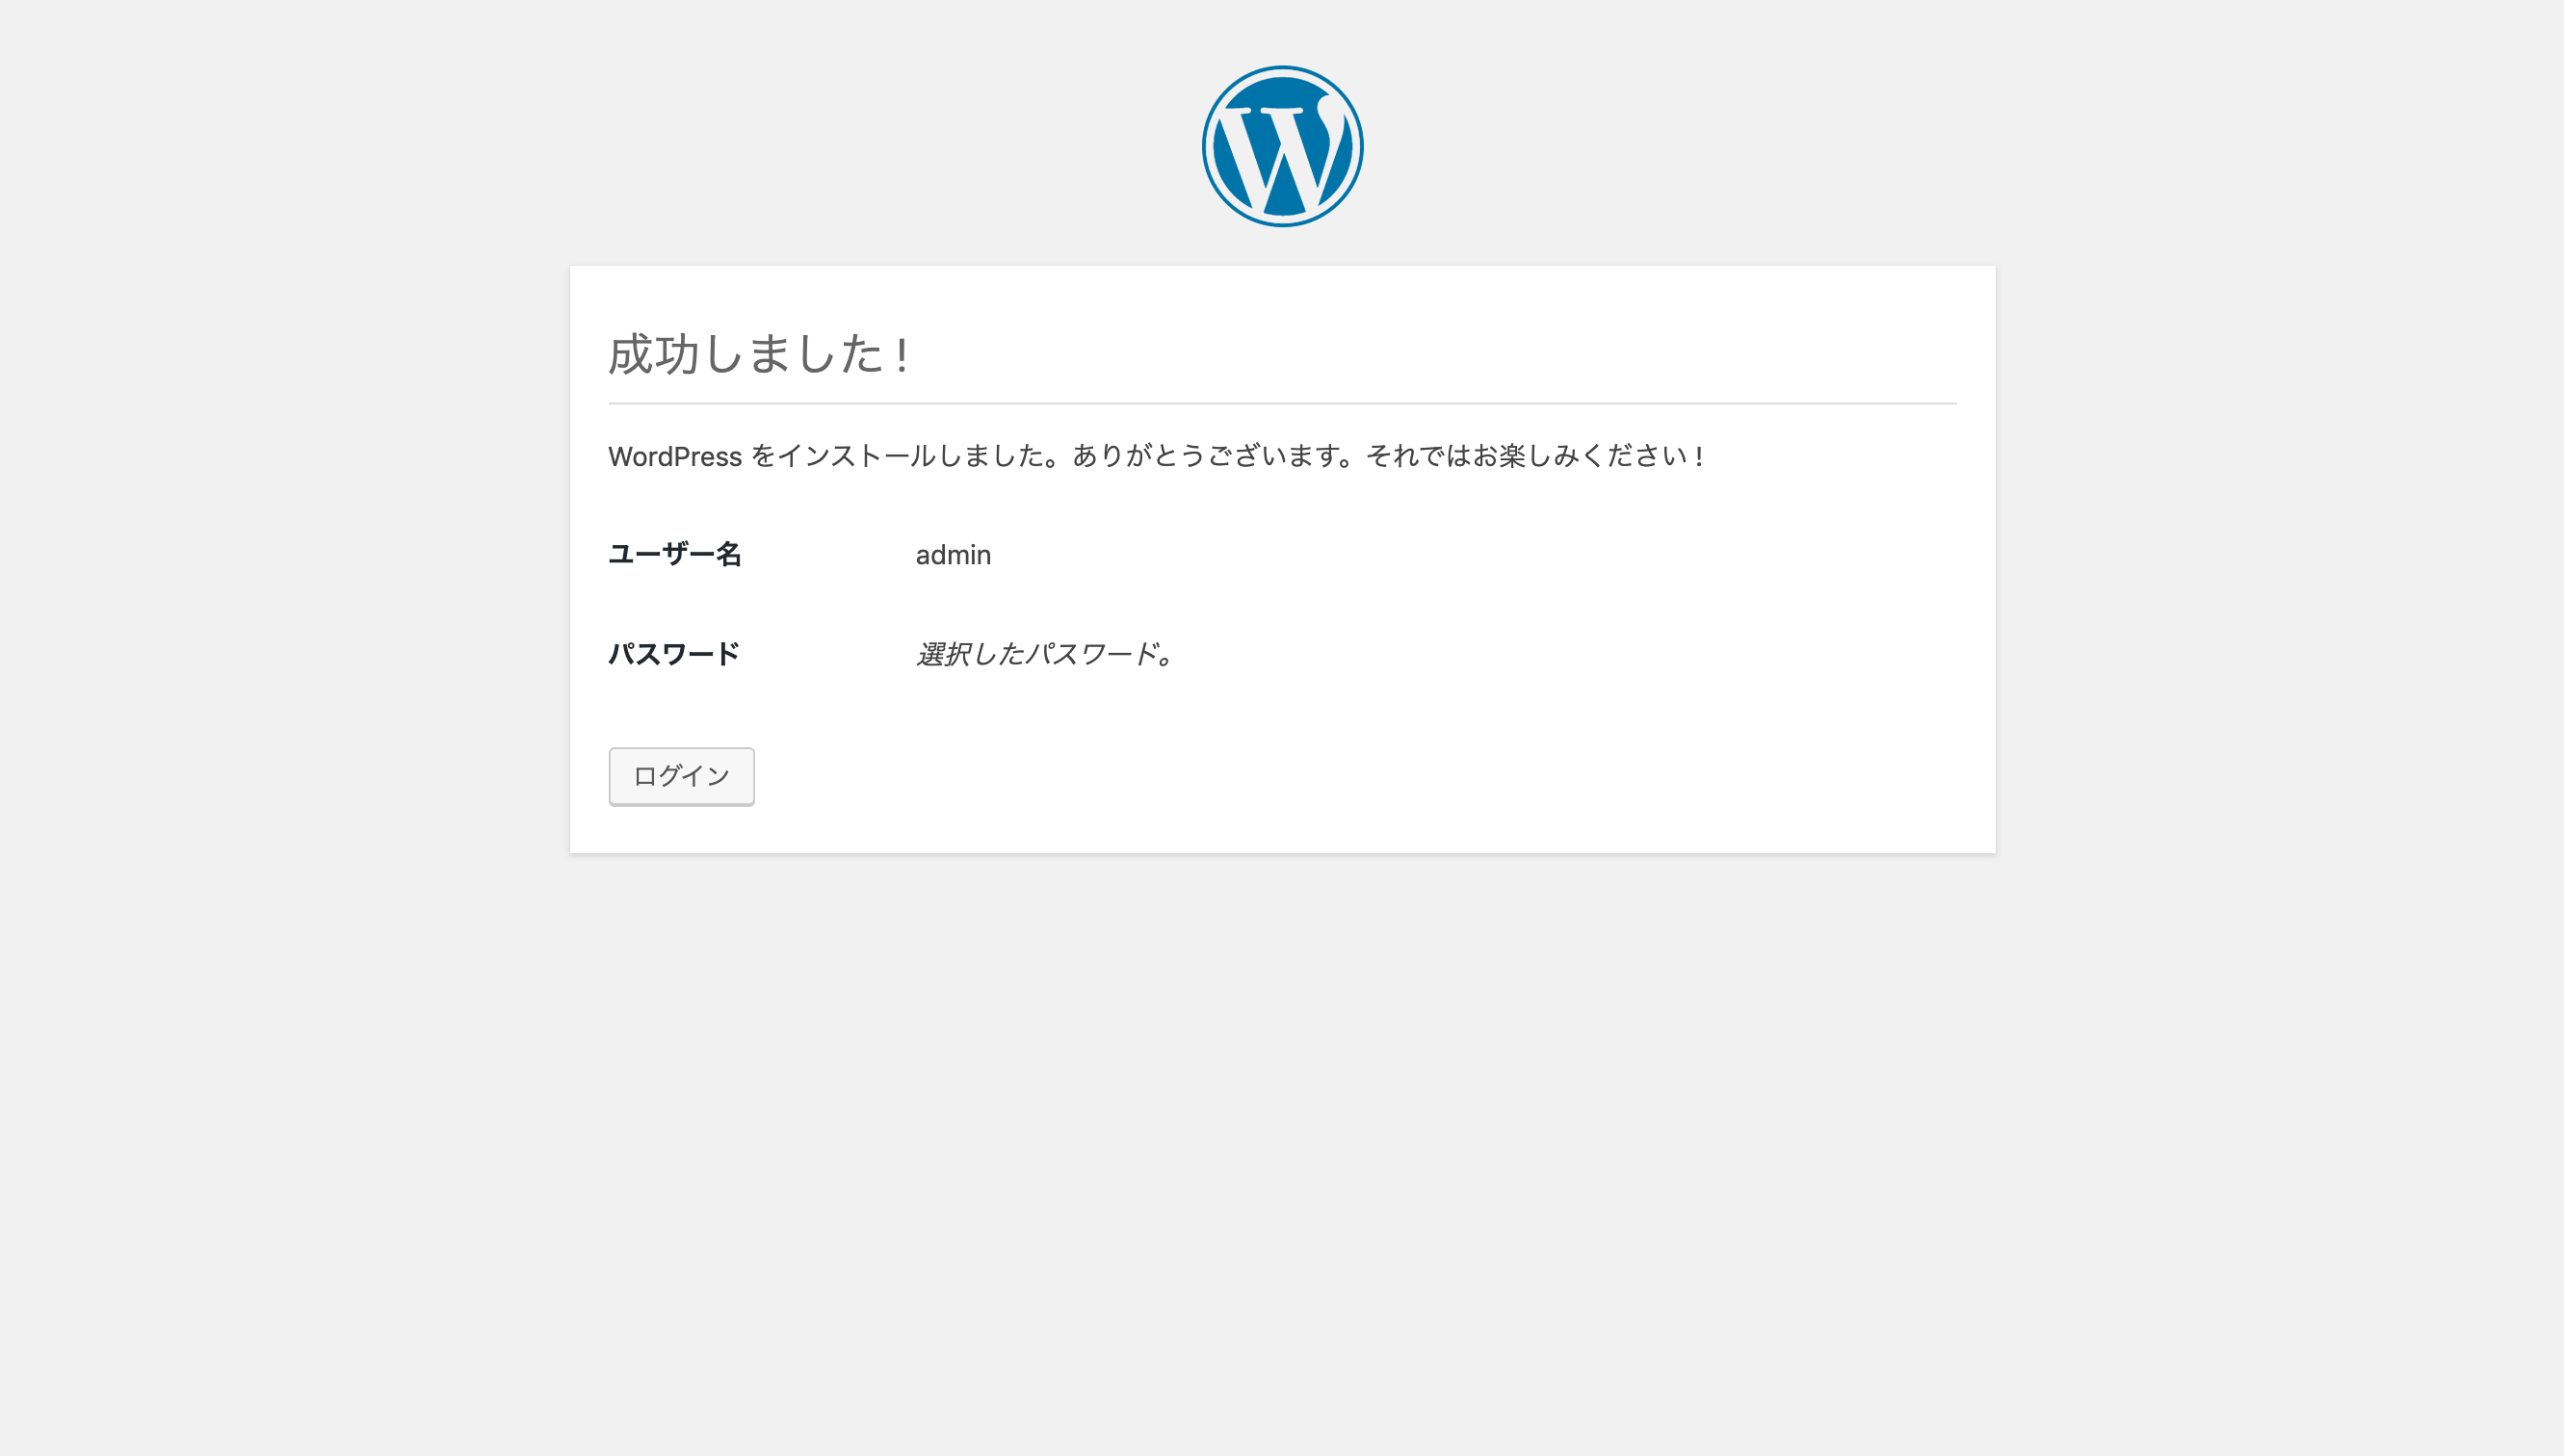 成功しました !
WordPress をインストールしました。ありがとうございます。それではお楽しみください !
ユーザー名 admin
パスワード 選択したパスワード。
ログイン